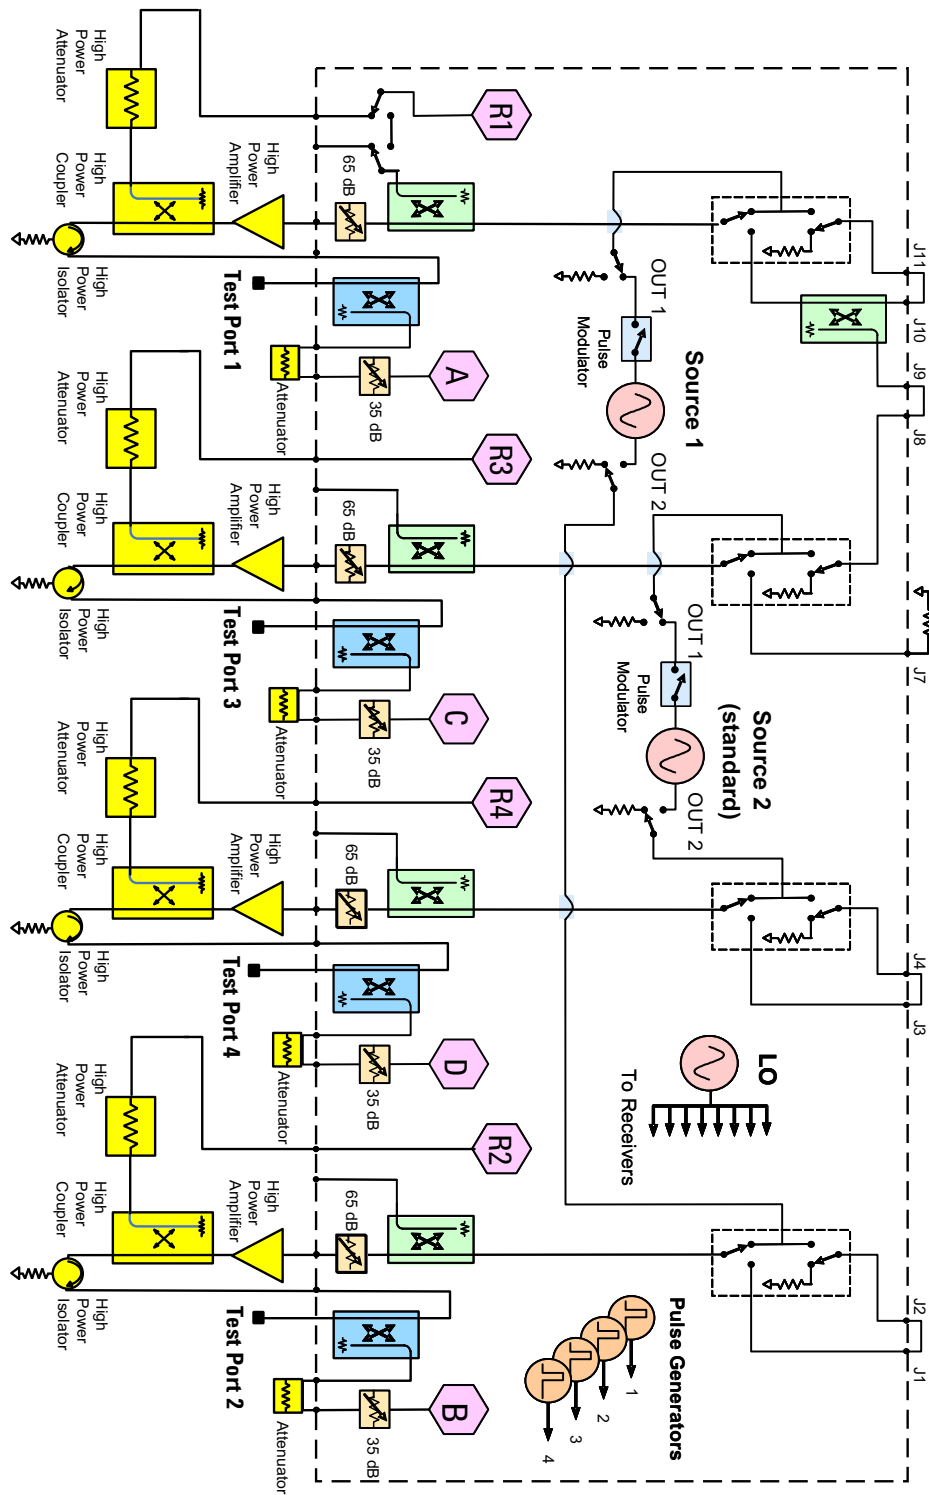 J11
J10
J9
J8
J7
J4
J3
J2
J1
Source 1
OUT 1
Pulse
Modulator
OUT 2
Source 2
(standard)
OUT 1
Pulse
Modulator
OUT 2
LO
To Receivers
Pulse Generators
1
2
3
4
R1
65 dB
A
35 dB
Attenuator
Test Port 1
High
Power
Amplifier
High
Power
Coupler
High
Power
Attenuator
High
Power
Isolator
R3
65 dB
C
35 dB
Attenuator
Test Port 3
High
Power
Amplifier
High
Power
Coupler
High
Power
Attenuator
High
Power
Isolator
R4
65 dB
D
35 dB
Attenuator
Test Port 4
High
Power
Amplifier
High
Power
Coupler
High
Power
Attenuator
High
Power
Isolator
R2
65 dB
B
35 dB
Attenuator
Test Port 2
High
Power
Amplifier
High
Power
Coupler
High
Power
Attenuator
High
Power
Isolator